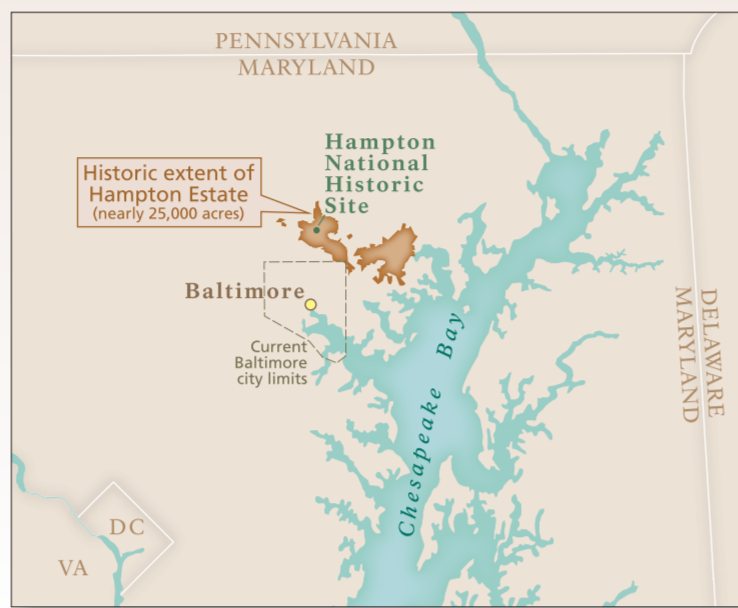 PENNSYLVANIA
MARYLAND
Hampton
National
Historic
Site
Historic extent of
Hampton Estate
(nearly 25,000 acres)
Baltimore
Current
Baltimore
city limits
Chesapeake Bay
DELAWARE
MARYLAND
DC
VA